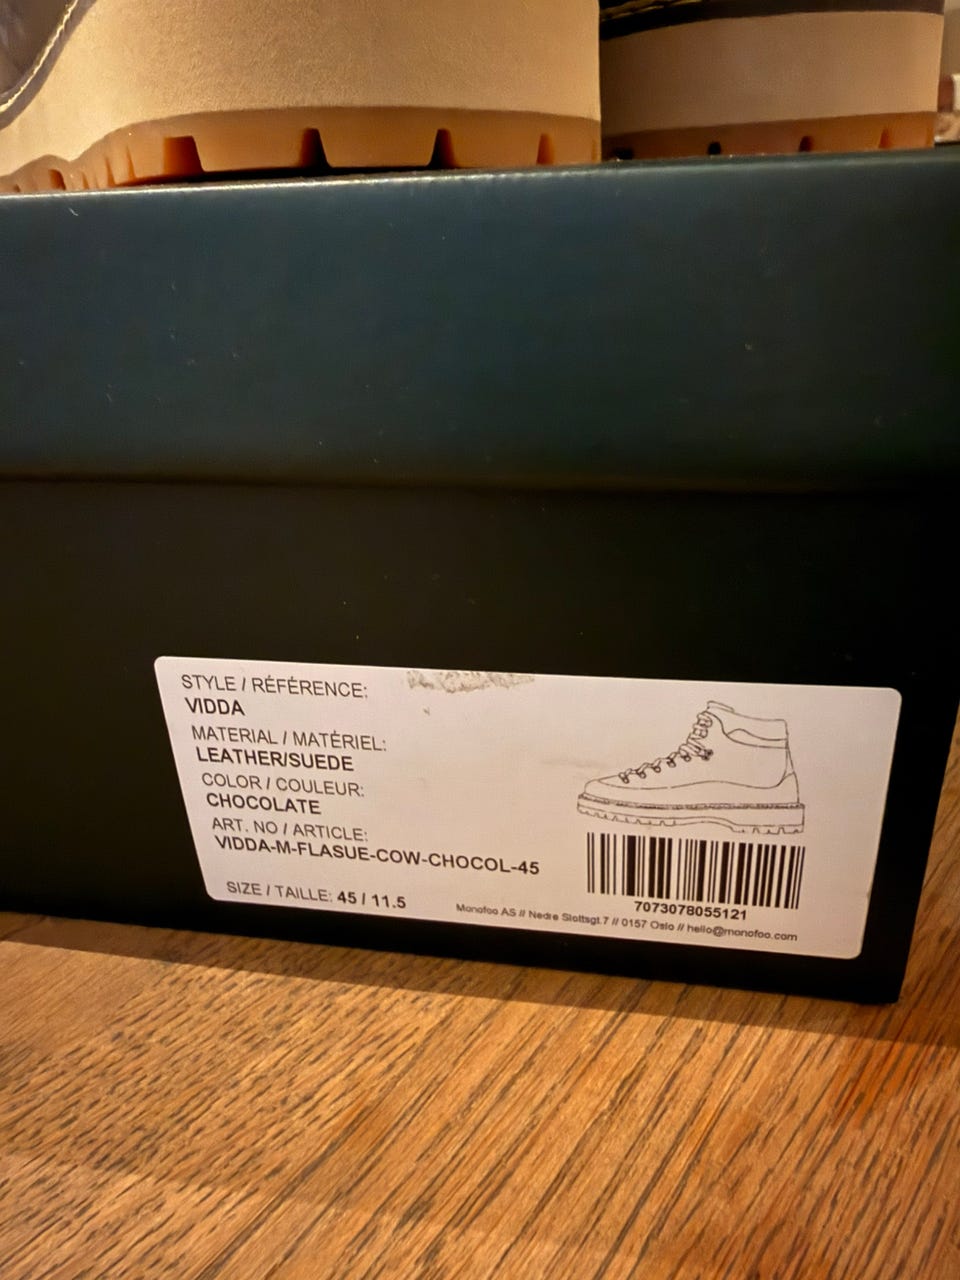 STYLE / RÉFÉRENCE:
VIDDA
MATERIAL / MATÉRIEL:
LEATHER/SUEDE
COLOR / COULEUR:
CHOCOLATE
ART. NO / ARTICLE:
VIDDA-M-FLASUE-COW-CHOCOL-45
SIZE / TAILLE: 45 / 11.5
7073078055121
Monofoo AS // Nedre Slottsgt.7 // 0157 Oslo // hello@monofoo.com